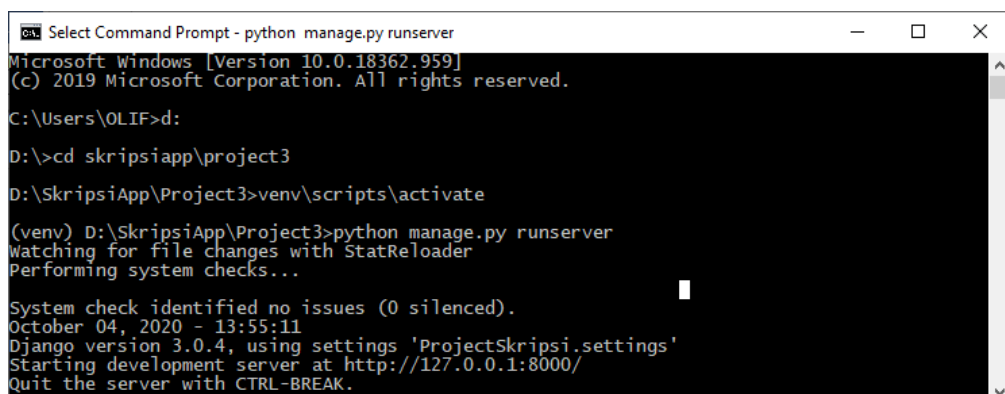 Select Command Prompt - python  manage.py runserver
Microsoft Windows [Version 10.0.18362.959]
(c) 2019 Microsoft Corporation. All rights reserved.
C:\Users\OLIF>d:
D:\>cd skripsiapp\project3
D:\SkripsiApp\Project3>venv\scripts\activate
(venv) D:\SkripsiApp\Project3>python manage.py runserver
Watching for file changes with StatReloader
Performing system checks...
System check identified no issues (0 silenced).
October 04, 2020 - 13:55:11
Django version 3.0.4, using settings 'ProjectSkripsi.settings'
Starting development server at http://127.0.0.1:8000/
Quit the server with CTRL-BREAK.